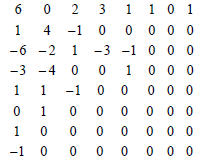 6 0 2 3 1 1 0 1
1 4 −1 0 0 0 0 0
−6 −2 1 −3 −1 0 0 0
−3 −4 0 0 1 0 0 0
1 1 −1 0 0 0 0 0
0 1 0 0 0 0 0 0
1 0 0 0 0 0 0 0
−1 0 0 0 0 0 0 0